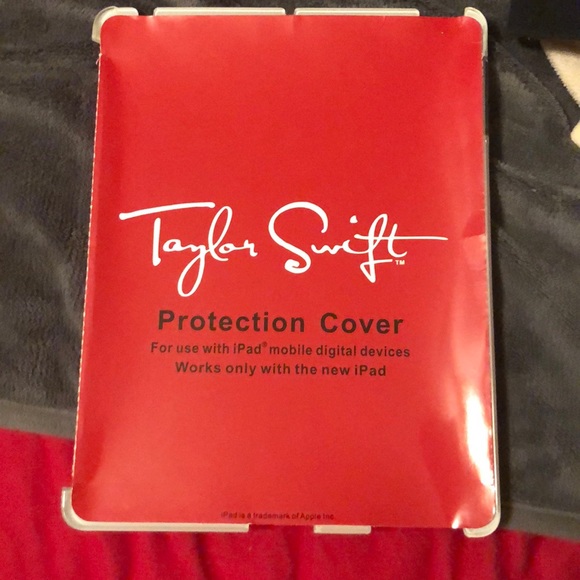 Taylor Swift™
Protection Cover
For use with iPad® mobile digital devices
Works only with the new iPad
iPad is a trademark of Apple Inc.